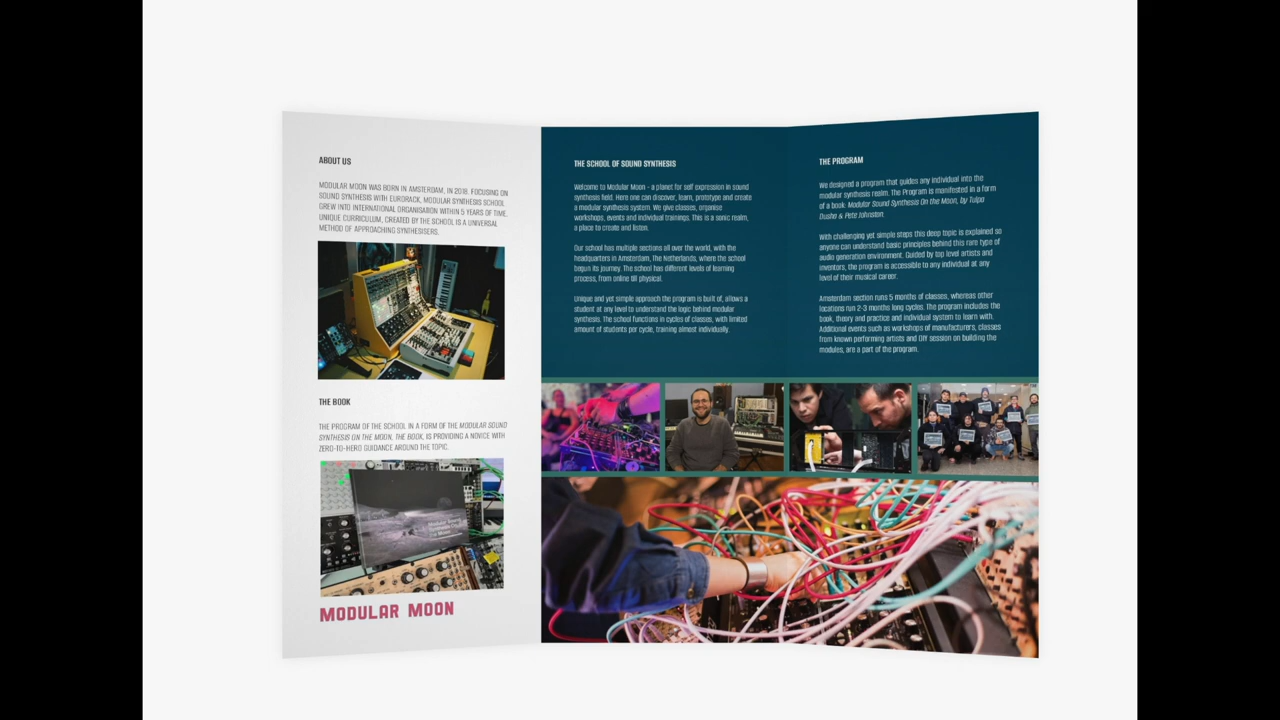 ABOUT US
MODULAR MOON WAS BORN IN AMSTERDAM, IN 2018. FOCUSING ON
SOUND SYNTHESIS WITH EURORACK, MODULAR SYNTHESIS SCHOOL
GREW INTO INTERNATIONAL ORGANISARION WITHIN 5 YEARS OF TIME.
UNIQUE CURRICULUM, CREATED BY THE SCHOOL IS A UNIVERSAL
METHOD OF APPROACHING SYNTHESISERS.
THE BOOK
THE PROGRAM OF THE SCHOOL IN A FORM OF THE MODULAR SOUND
SYNTHESIS ON THE MOON, THE BOOK, IS PROVIDING A NOVICE WITH
ZERO-TO-HERO GUIDANCE AROUND THE TOPIC.
Modular Sound
Synthesis On
The Moon
MODULAR MOON
THE SCHOOL OF SOUND SYNTHESIS
Welcome to Modular Moon - a planet for self expression in sound
synthesis field. Here one can discover, learn, prototype and create
a modular system. We give classes, organise
workshops, events and individual trainings. This is a sonic realm,
a place to create and listen.
Our school has multiple sections all over the world, with the
headquarters in Amsterdam, The Netherlands, where the school
begun its journey. The school has different levels of learning
process, from online till physical.
Unique and yet simple approach the program is built of, allows a
student at any level to understand the logic behind modular
synthesis. The school functions in cycles of classes, with limited
amount of students per cycle, training almost individually.
THE PROGRAM
We designed a program that guides any individual into the
modular synthesis realm. The Program is manifested in a form
of a book: Modular Sound Synthesis On the Moon, by Tulpa
Dusha & Pete Johnston.
With challenging yet simple steps this deep topic is explained so
anyone can understand basic principles behind this rare type of
audio generation environment. Guided by top level artists and
inventors, the program is accessible to any individual at any
level of their musical career.
Amsterdam section runs 5 months of classes, whereas other
locations run 2-3 months long cycles. The program includes the
book, theory and practice and individual system to learn with.
Additional events such as workshops of manufacturers, classes
from known performing artists and DIY session on building the
modules, are a part of the program.